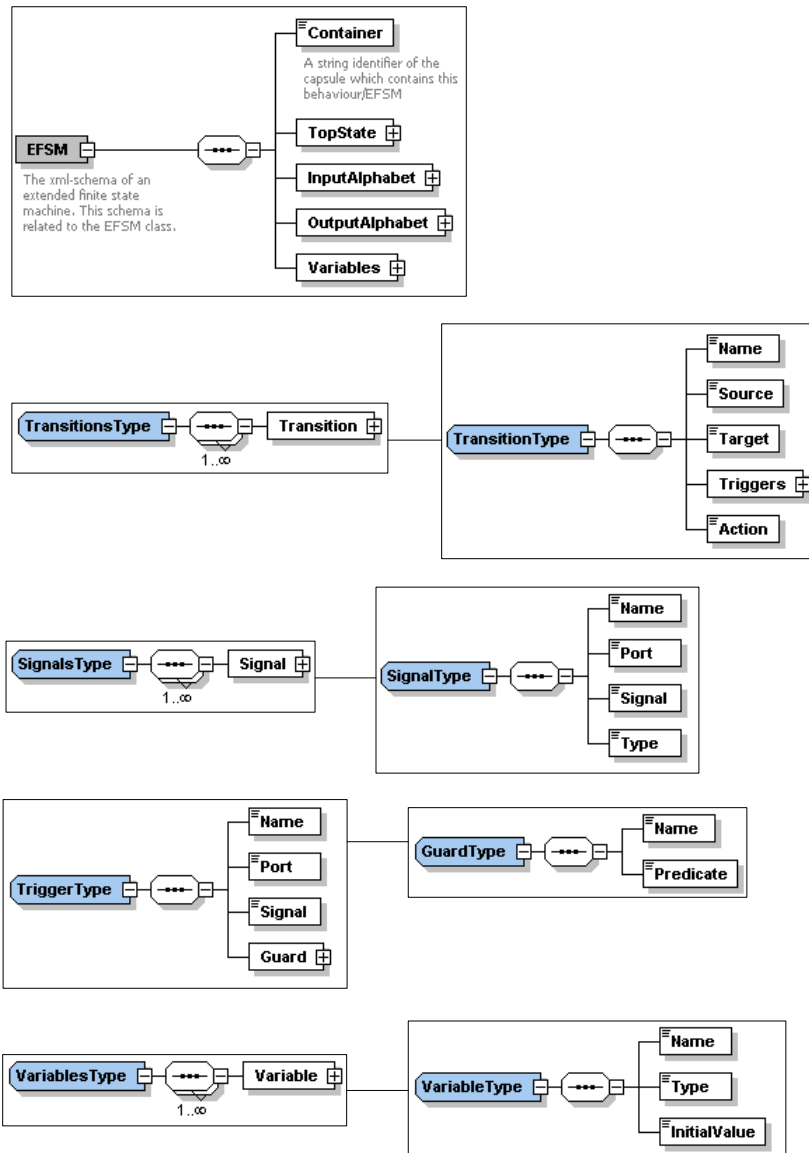 Container
A string identifier of the
capsule which contains this
behaviour/EFSM
EFSM
The xml-schema of an
extended finite state
machine. This schema is
related to the EFSM class.
TopState
InputAlphabet
OutputAlphabet
Variables
TransitionsType
1..∞
Transition
TransitionType
Name
Source
Target
Triggers
Action
SignalsType
1..∞
Signal
SignalType
Name
Port
Signal
Type
TriggerType
Name
Port
Signal
Guard
GuardType
Name
Predicate
VariablesType
1..∞
Variable
VariableType
Name
Type
InitialValue